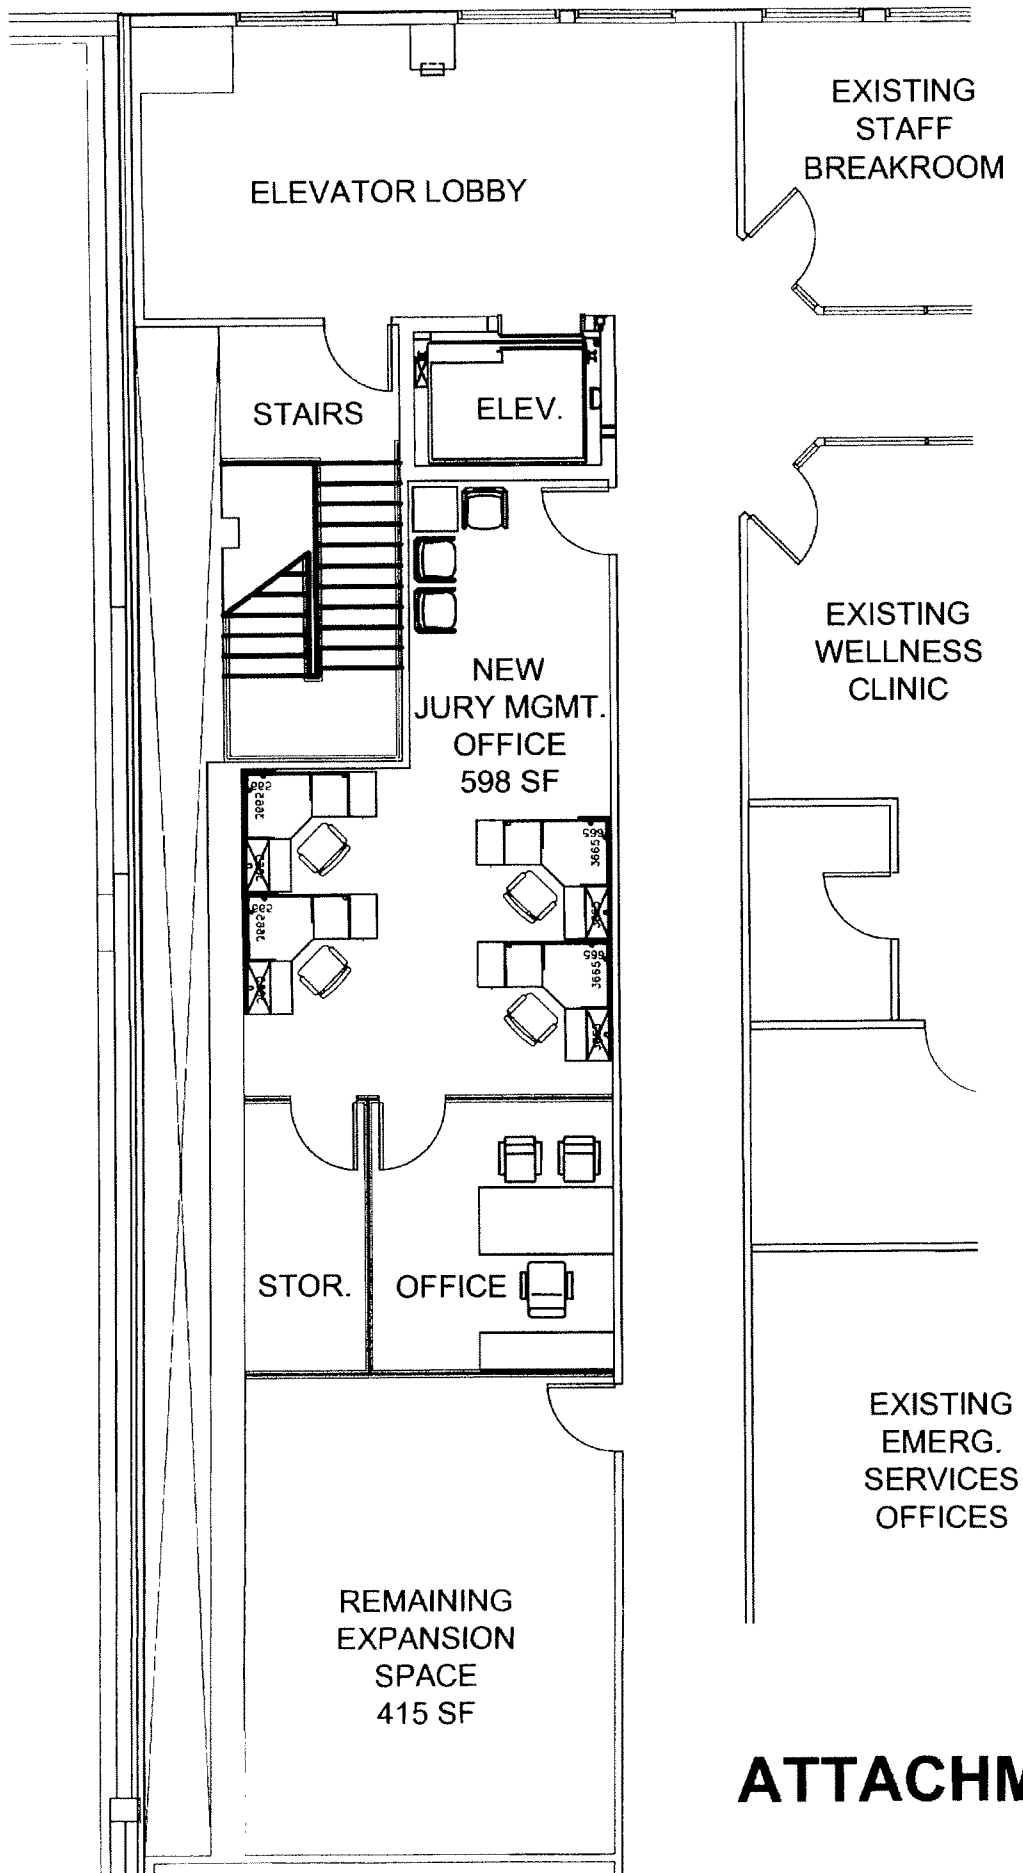 EXISTING
STAFF
BREAKROOM
ELEVATOR LOBBY
STAIRS
ELEV.
EXISTING
WELLNESS
CLINIC
NEW
JURY MGMT.
OFFICE
598 SF
STOR.
OFFICE
EXISTING
EMERG.
SERVICES
OFFICES
REMAINING
EXPANSION
SPACE
415 SF
ATTACHM